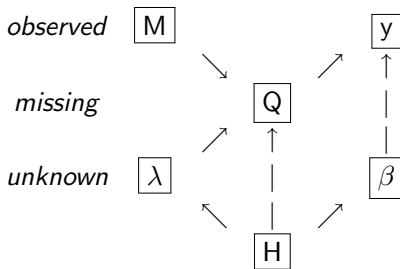 observed M y
missing Q
unknown λ β
H